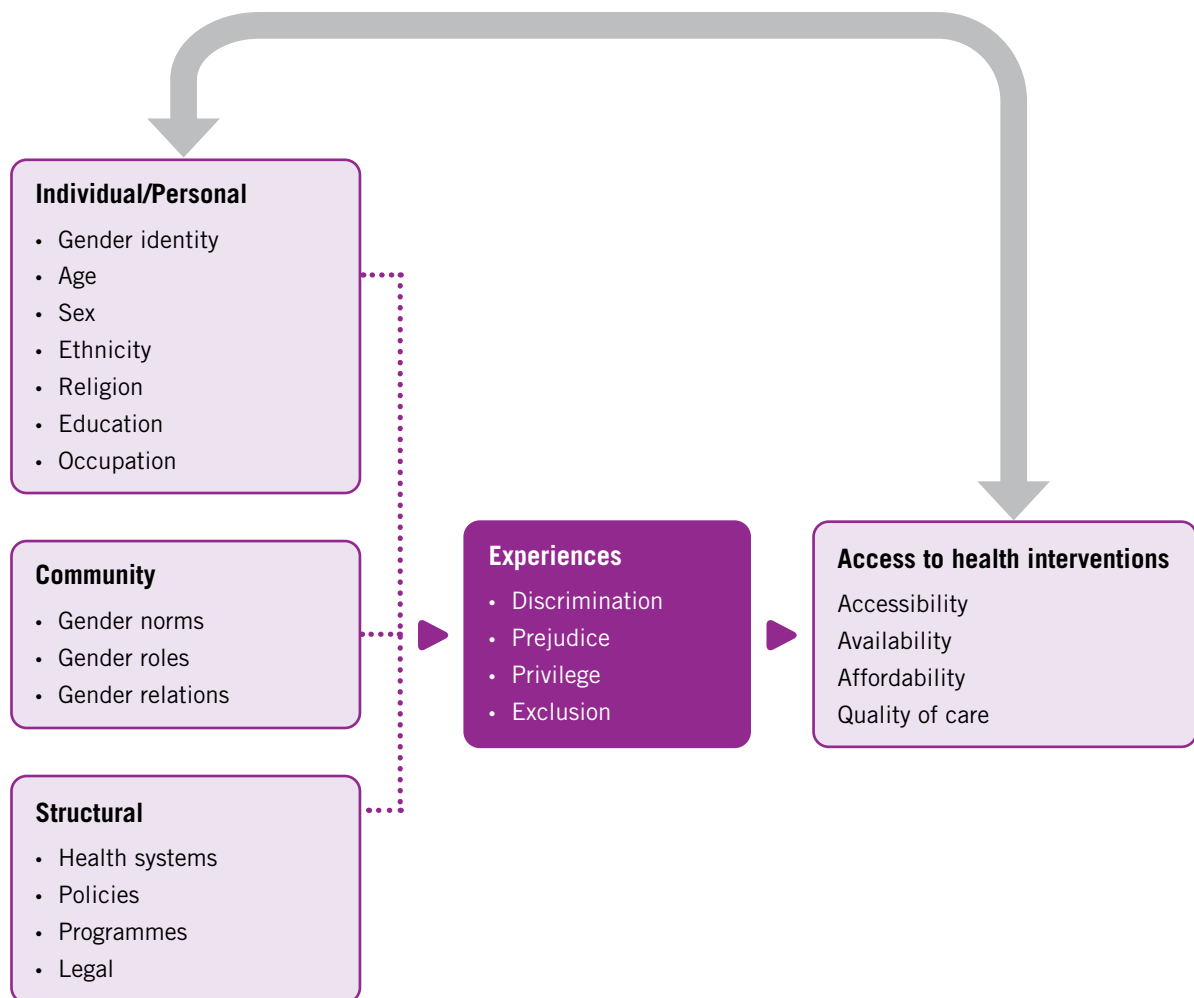 Individual/Personal
• Gender identity
• Age
• Sex
• Ethnicity
• Religion
• Education
• Occupation
Community
• Gender norms
• Gender roles
• Gender relations
Structural
• Health systems
• Policies
• Programmes
• Legal
Experiences
• Discrimination
• Prejudice
• Privilege
• Exclusion
Access to health interventions
Accessibility
Availability
Affordability
Quality of care